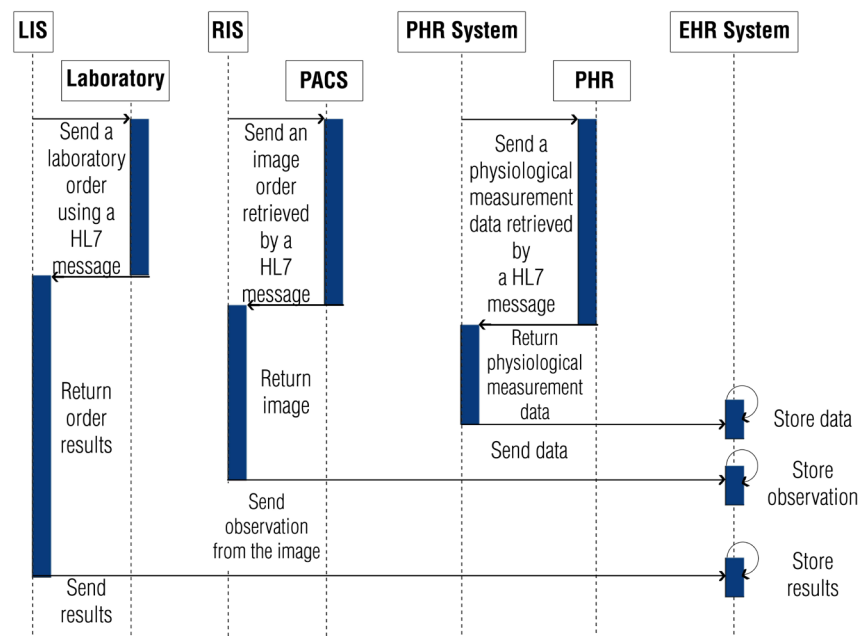 LIS
RIS
PHR System
EHR System
Laboratory
PACS
PHR
Send a
laboratory
order
using a
HL7
message
Send an
image
order
retrieved
by a
HL7
message
Send a
physiological
measurement
data retrieved
by
a HL7
message
Return
order
results
Return
image
Return
physiological
measurement
data
Send data
Store data
Send
observation
from the image
Store
observation
Send
results
Store
results